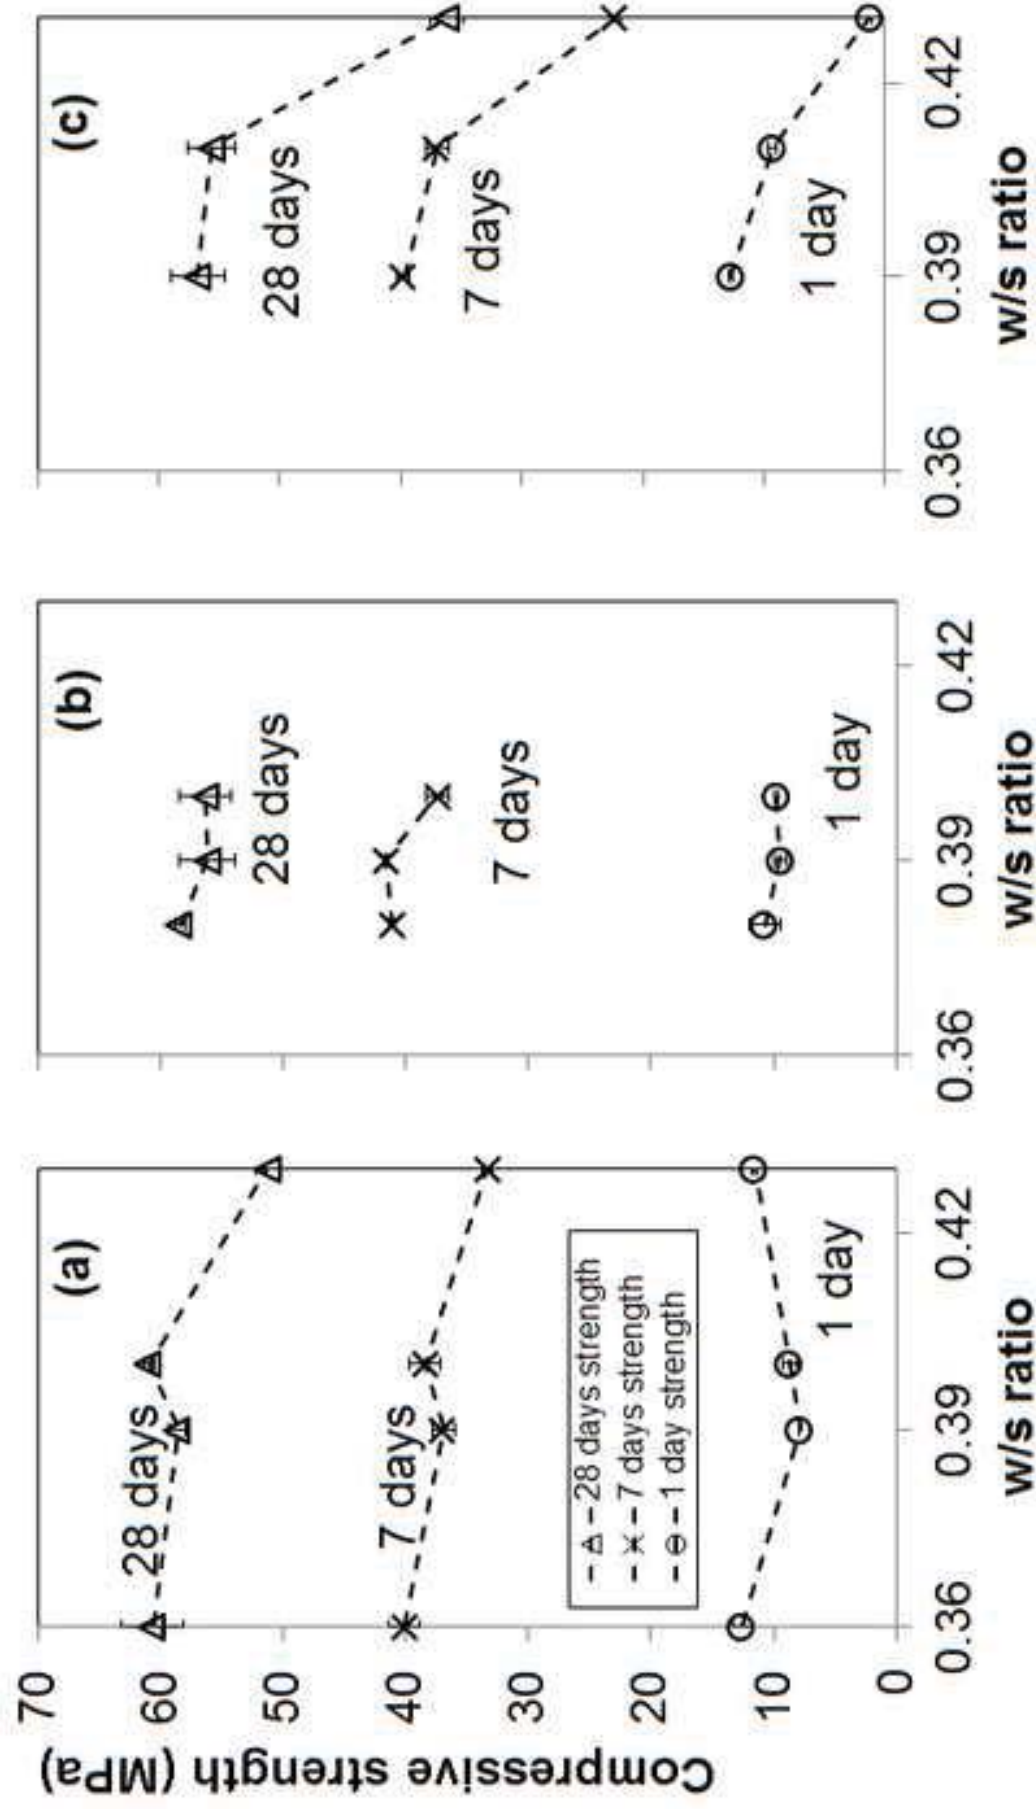 Compressive strength (MPa)
70
60
50
40
30
20
10
0
(a)
28 days
7 days
28 days strength
7 days strength
1 day strength
1 day
0.36
0.39
0.42
w/s ratio
(b)
28 days
7 days
1 day
0.36
0.39
0.42
w/s ratio
(c)
28 days
7 days
1 day
0.36
0.39
0.42
w/s ratio